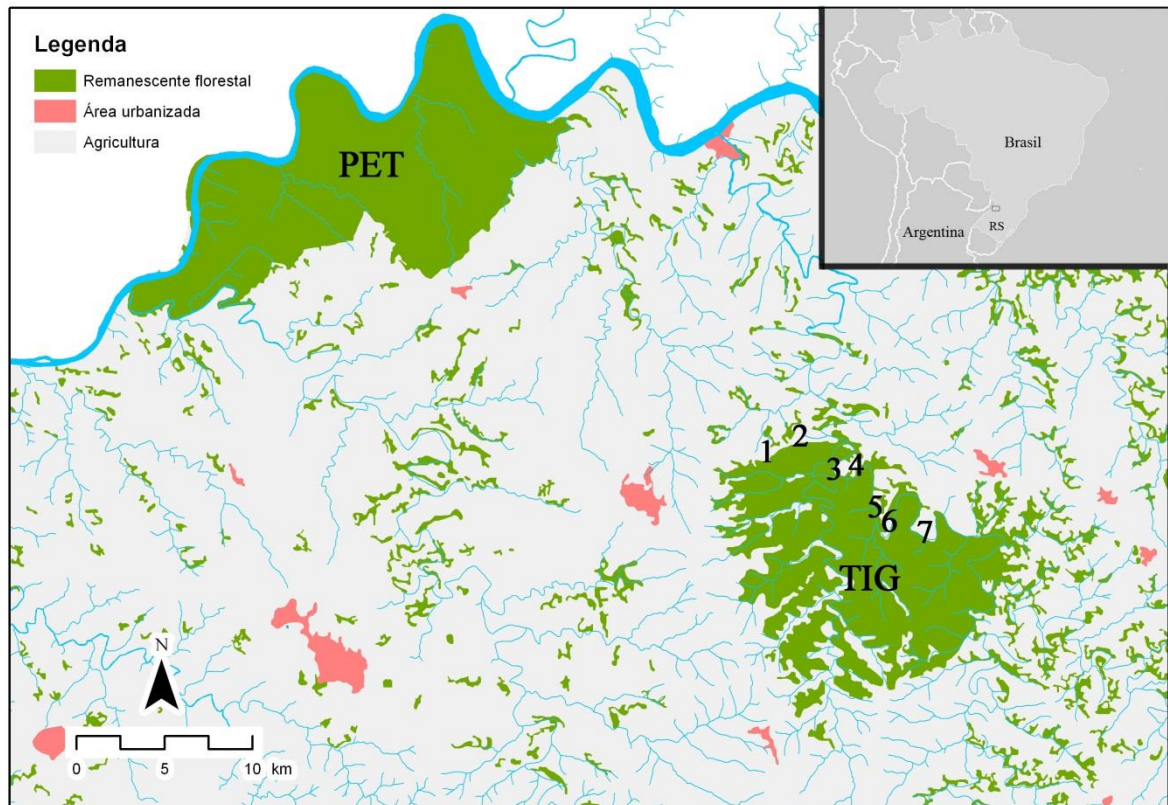 Legenda
Remanescente florestal
Área urbanizada
Agricultura
PET
Brasil
Argentina
RS
1
2
3
4
5
6
7
TIG
N
0 5 10 km